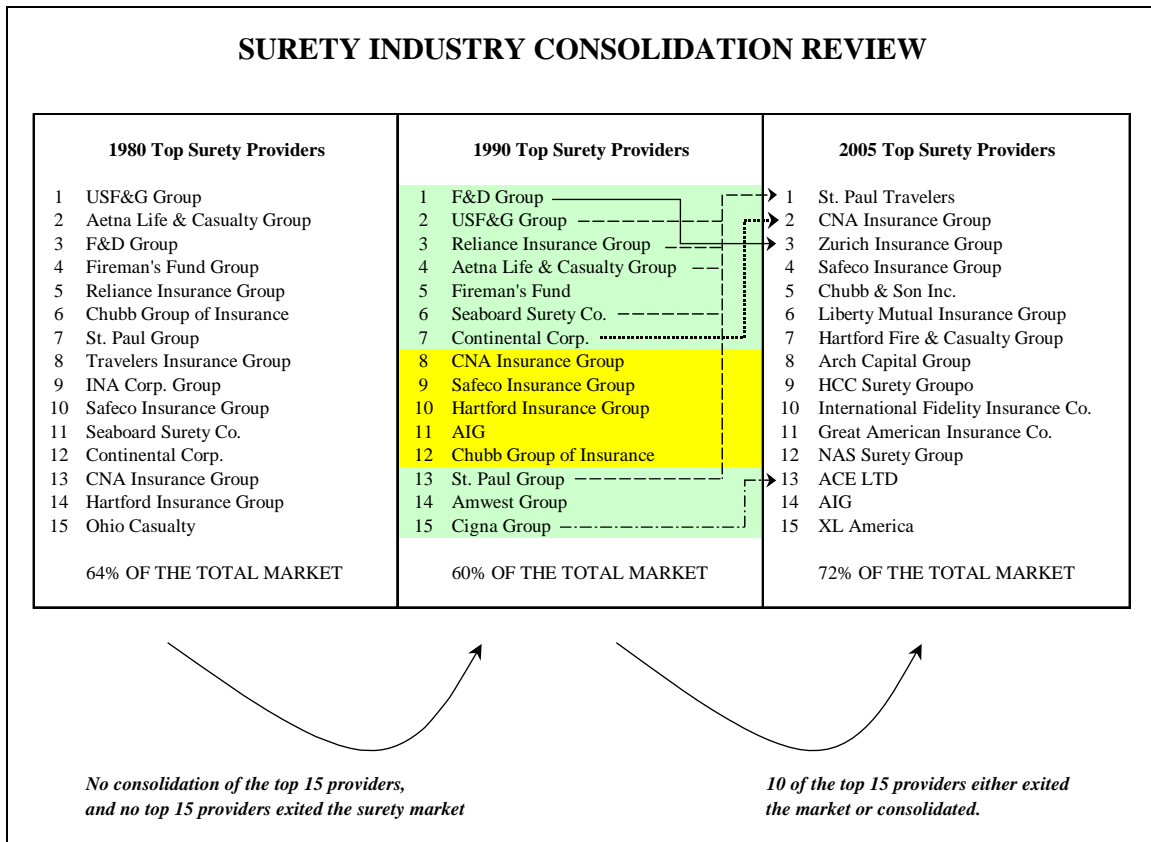 SURETY INDUSTRY CONSOLIDATION REVIEW
1980 Top Surety Providers
1 USF&G Group
2 Aetna Life & Casualty Group
3 F&D Group
4 Fireman's Fund Group
5 Reliance Insurance Group
6 Chubb Group of Insurance
7 St. Paul Group
8 Travelers Insurance Group
9 INA Corp. Group
10 Safeco Insurance Group
11 Seaboard Surety Co.
12 Continental Corp.
13 CNA Insurance Group
14 Hartford Insurance Group
15 Ohio Casualty
64% OF THE TOTAL MARKET
1990 Top Surety Providers
1 F&D Group
2 USF&G Group
3 Reliance Insurance Group
4 Aetna Life & Casualty Group
5 Fireman's Fund
6 Seaboard Surety Co.
7 Continental Corp.
8 CNA Insurance Group
9 Safeco Insurance Group
10 Hartford Insurance Group
11 AIG
12 Chubb Group of Insurance
13 St. Paul Group
14 Amwest Group
15 Cigna Group
60% OF THE TOTAL MARKET
2005 Top Surety Providers
1 St. Paul Travelers
2 CNA Insurance Group
3 Zurich Insurance Group
4 Safeco Insurance Group
5 Chubb & Son Inc.
6 Liberty Mutual Insurance Group
7 Hartford Fire & Casualty Group
8 Arch Capital Group
9 HCC Surety Groupo
10 International Fidelity Insurance Co.
11 Great American Insurance Co.
12 NAS Surety Group
13 ACE LTD
14 AIG
15 XL America
72% OF THE TOTAL MARKET
No consolidation of the top 15 providers,
and no top 15 providers exited the surety market
10 of the top 15 providers either exited
the market or consolidated.